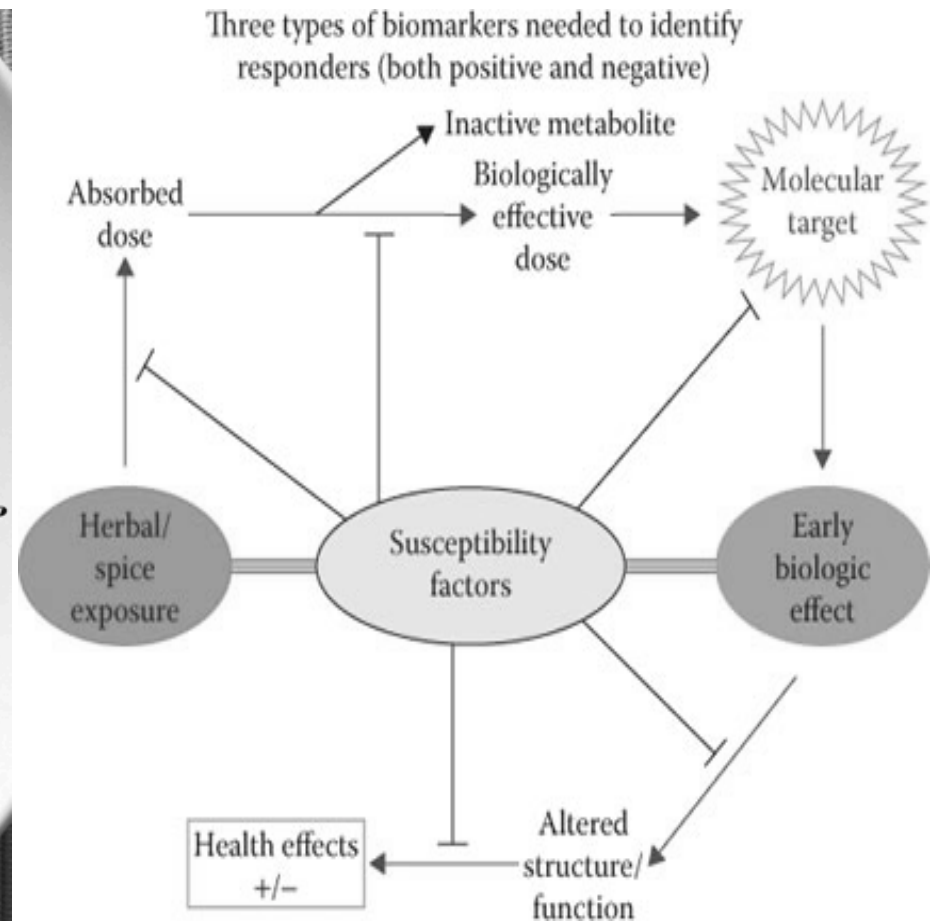 Three types of biomarkers needed to identify
responders (both positive and negative)
Inactive metabolite
Absorbed
dose
Biologically
effective
dose
Molecular
target
Herbal/
spice
exposure
Susceptibility
factors
Early
biologic
effect
Health effects
+/−
Altered
structure/
function